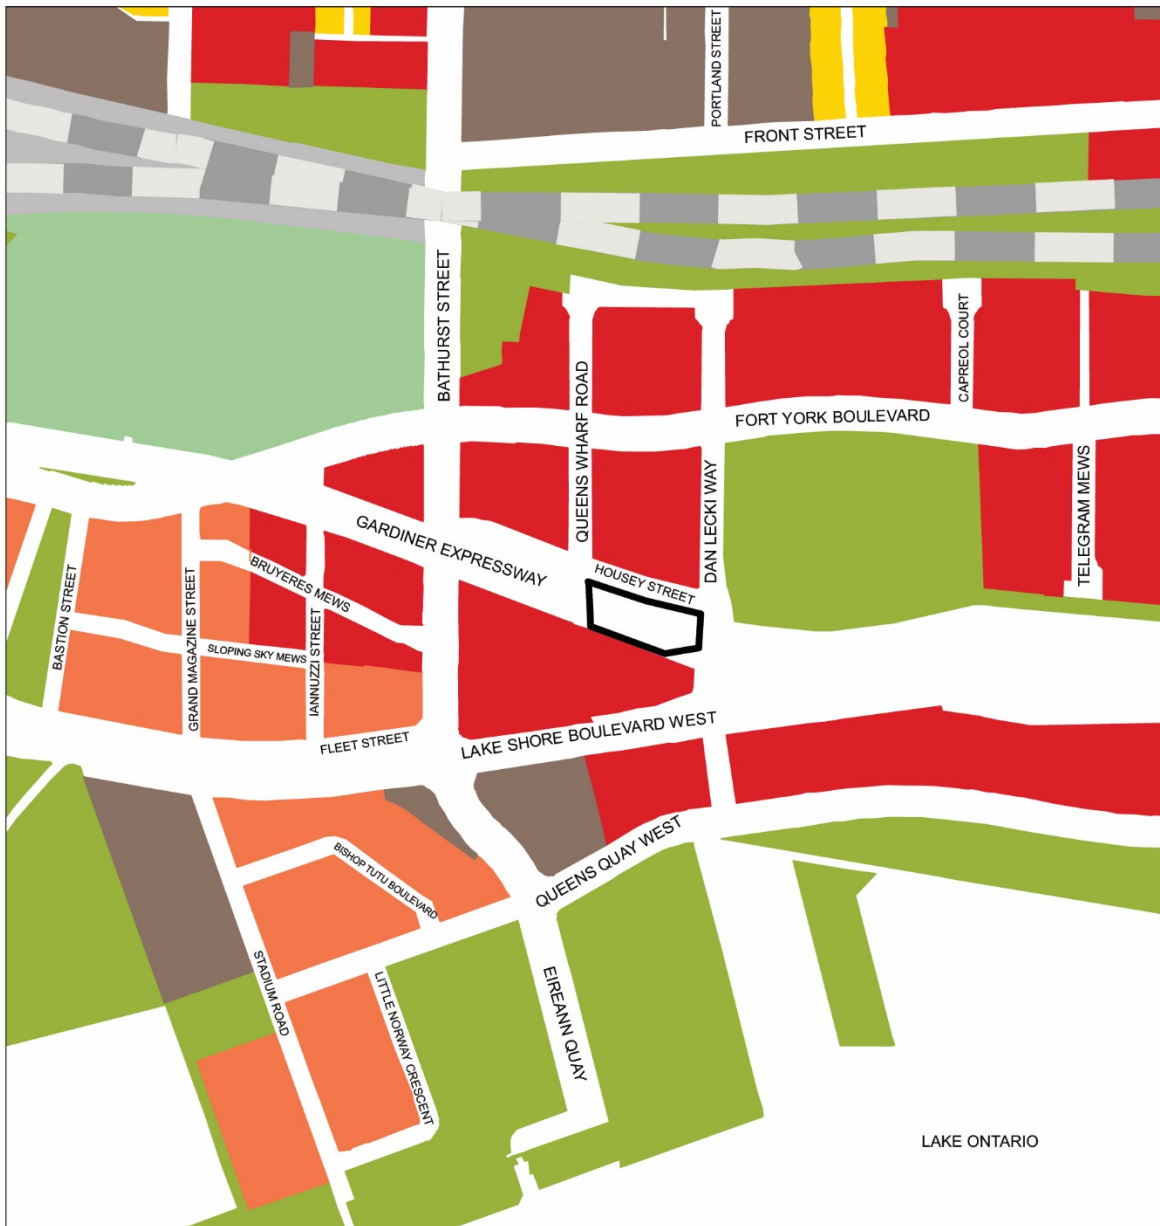 PORTLAND STREET
FRONT STREET
BATHURST STREET
CAPREOL COURT
QUEENS WHARF ROAD
FORT YORK BOULEVARD
DAN LECKI WAY
TELEGRAM MEWS
GARDINER EXPRESSWAY
HOUSEY STREET
BRUYERES MEWS
BASTION STREET
GRAND MAGAZINE STREET
SLOPING SKY MEWS
IANNUZZI STREET
FLEET STREET
LAKE SHORE BOULEVARD WEST
BISHOP TUTU BOULEVARD
QUEENS QUAY WEST
STADIUM ROAD
LITTLE NORWAY CRESCENT
EIREANN QUAY
LAKE ONTARIO